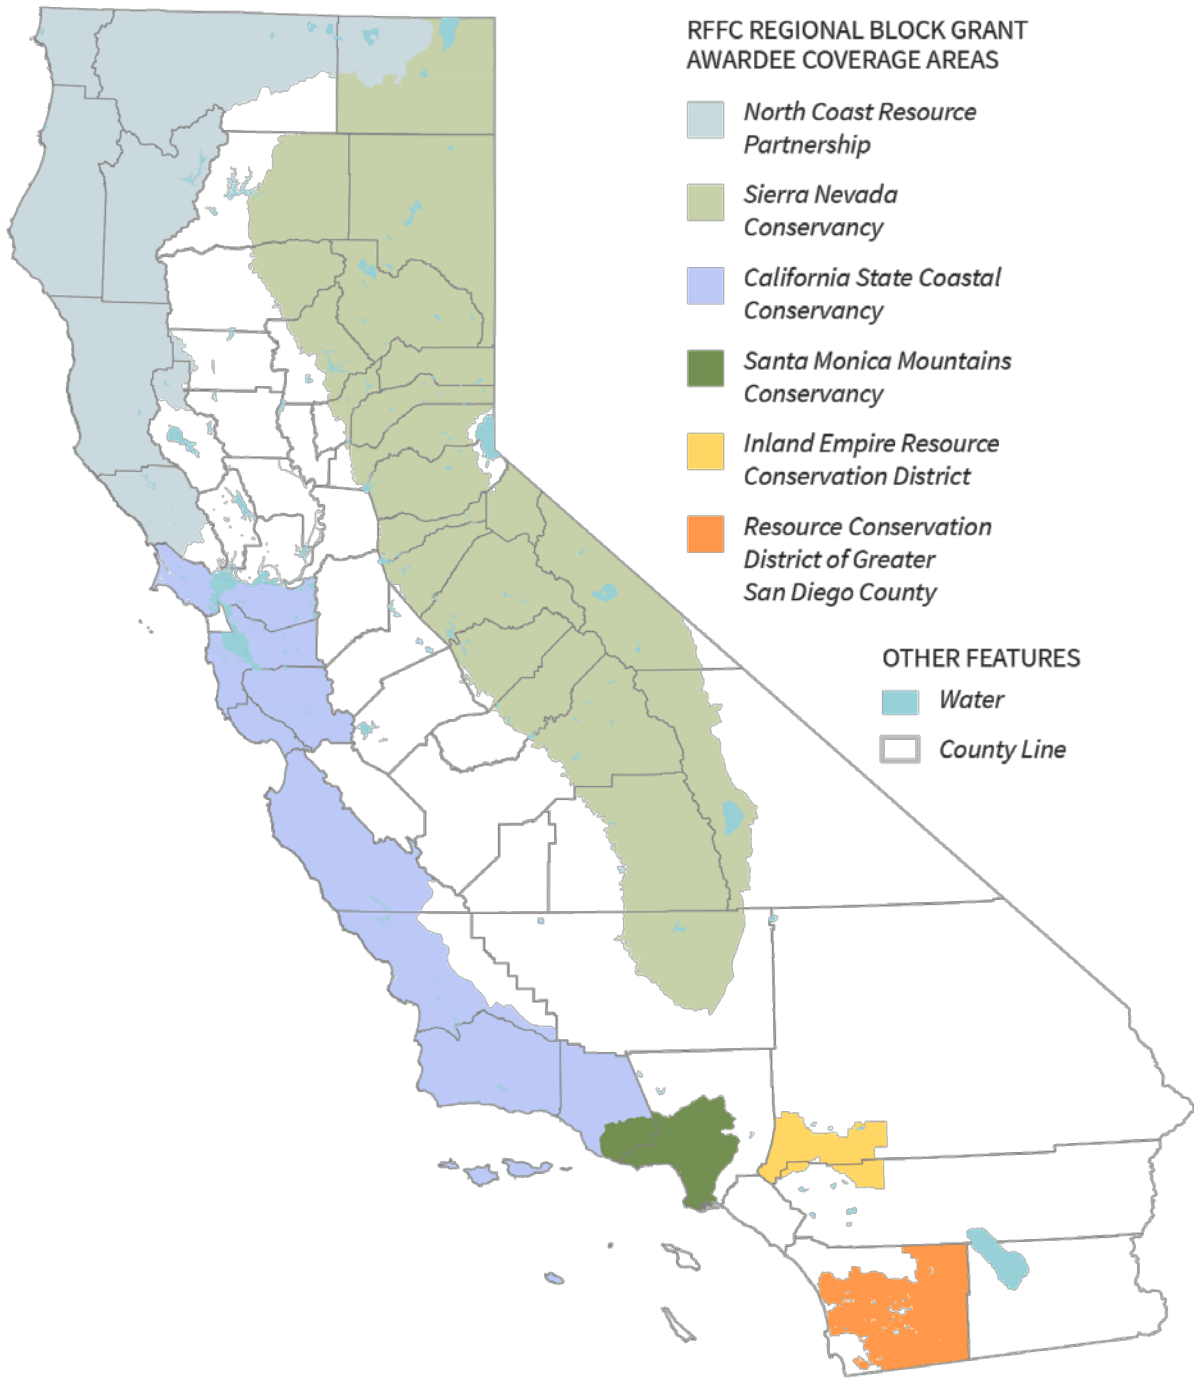 RFFC REGIONAL BLOCK GRANT
AWARDEE COVERAGE AREAS
North Coast Resource
Partnership
Sierra Nevada
Conservancy
California State Coastal
Conservancy
Santa Monica Mountains
Conservancy
Inland Empire Resource
Conservation District
Resource Conservation
District of Greater
San Diego County
OTHER FEATURES
Water
County Line